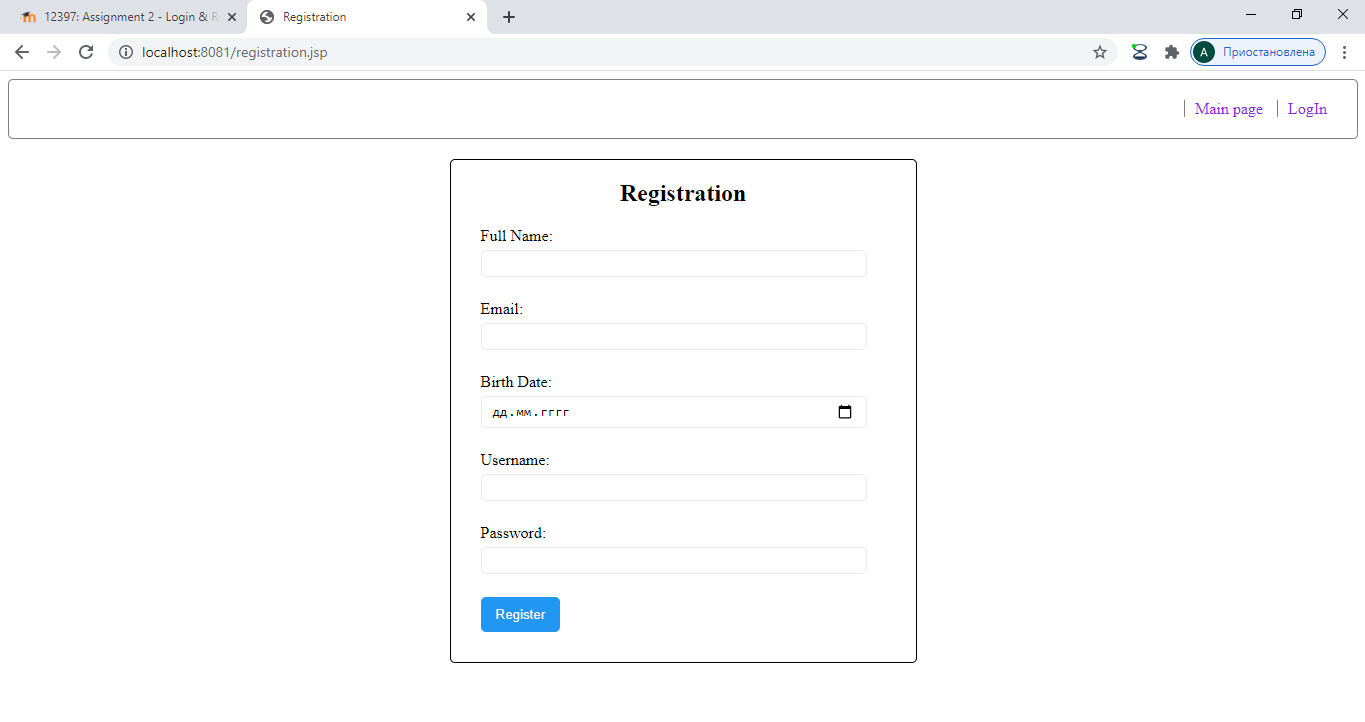 12397: Assignment 2 - Login & R
Registration
localhost:8081/registration.jsp
A Приостановлена
Main page
LogIn
Registration
Full Name:
Email:
Birth Date:
дд.мм.гггг
Username:
Password:
Register